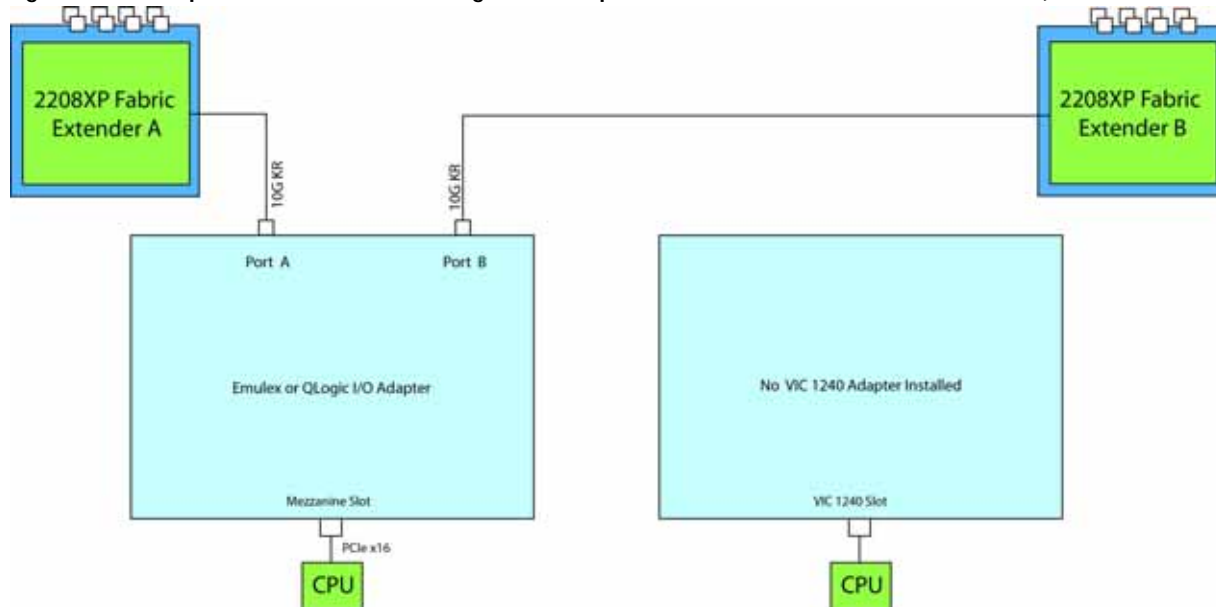 2208XP Fabric
Extender A
2208XP Fabric
Extender B
10G KR
10G KR
Port A
Port B
Emulex or QLogic I/O Adapter
No VIC 1240 Adapter Installed
Mezzanine Slot
VIC 1240 Slot
PCIe x16
CPU
CPU